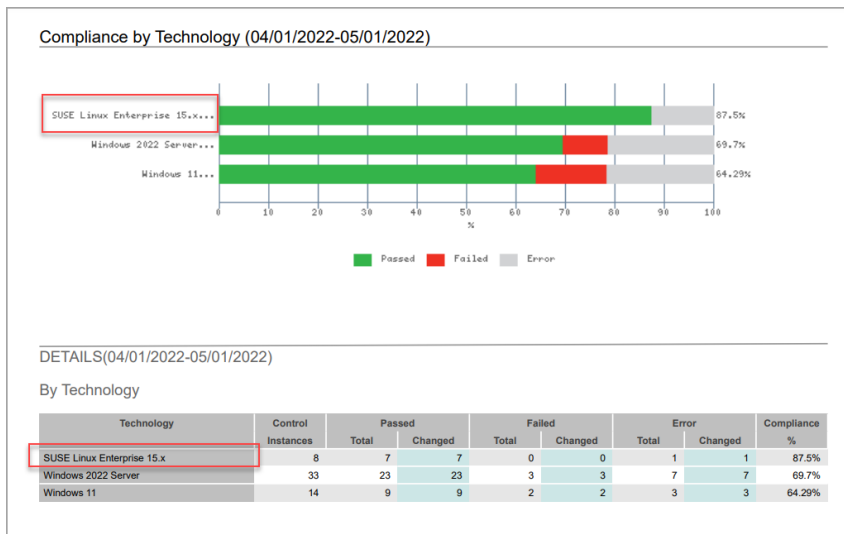 Compliance by Technology (04/01/2022-05/01/2022)
SUSE Linux Enterprise 15.x... 87.5%
Windows 2022 Server... 69.7%
Windows 11... 64.29%
0 10 20 30 40 50 60 70 80 90 100
%
Passed Failed Error
DETAILS(04/01/2022-05/01/2022)
By Technology
Technology Control Passed Failed Error Compliance
Instances Total Changed Total Changed Total Changed %
SUSE Linux Enterprise 15.x 8 7 7 0 0 1 1 87.5%
Windows 2022 Server 33 23 23 3 3 7 7 69.7%
Windows 11 14 9 9 2 2 3 3 64.29%